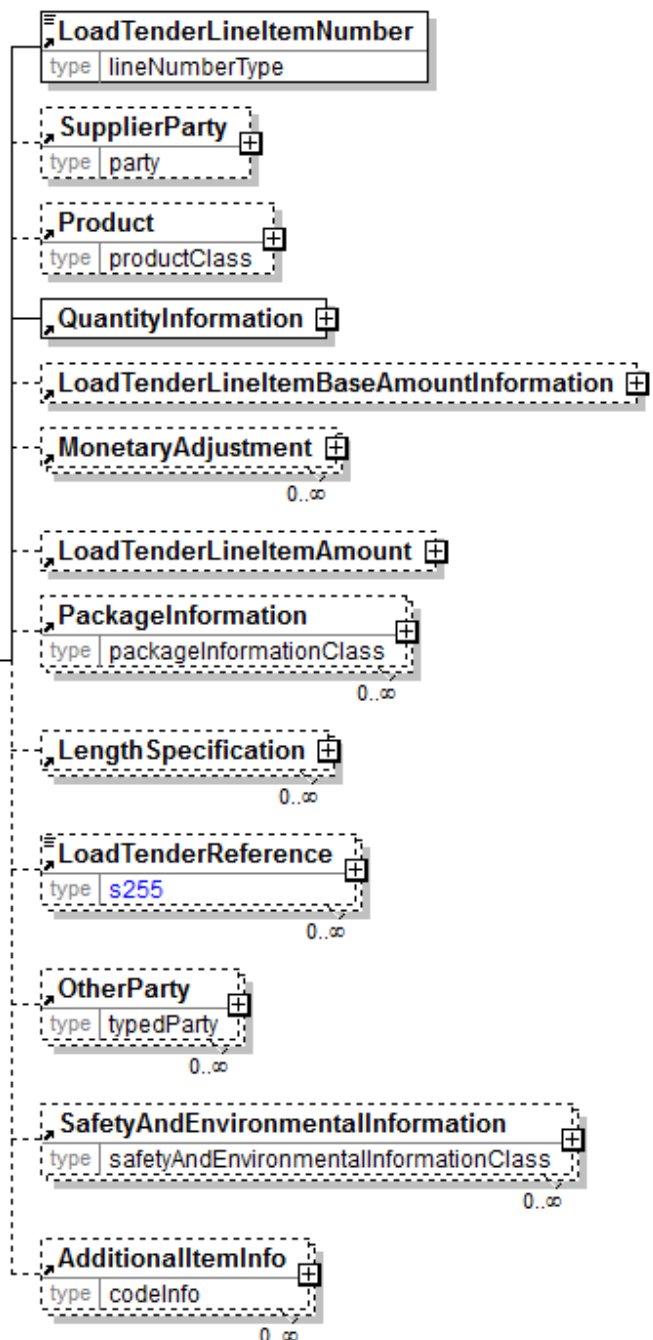 LoadTenderLineItemNumber
type lineNumberType
SupplierParty
type party
Product
type productClass
QuantityInformation
LoadTenderLineItemBaseAmountInformation
MonetaryAdjustment
0..∞
LoadTenderLineItemAmount
PackageInformation
type packageInformationClass
0..∞
LengthSpecification
0..∞
LoadTenderReference
type s255
0..∞
OtherParty
type typedParty
0..∞
SafetyAndEnvironmentalInformation
type safetyAndEnvironmentalInformationClass
0..∞
AdditionalItemInfo
type codeInfo
0..∞